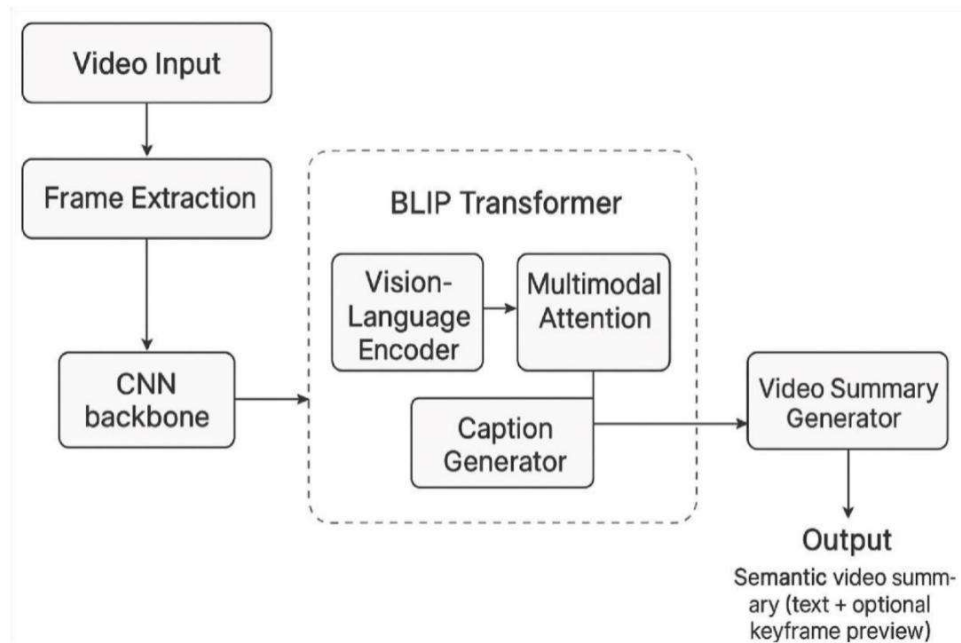 Video Input
Frame Extraction
CNN
backbone
BLIP Transformer
Vision-
Language
Encoder
Multimodal
Attention
Caption
Generator
Video Summary
Generator
Output
Semantic video summ-
ary (text + optional
keyframe preview)